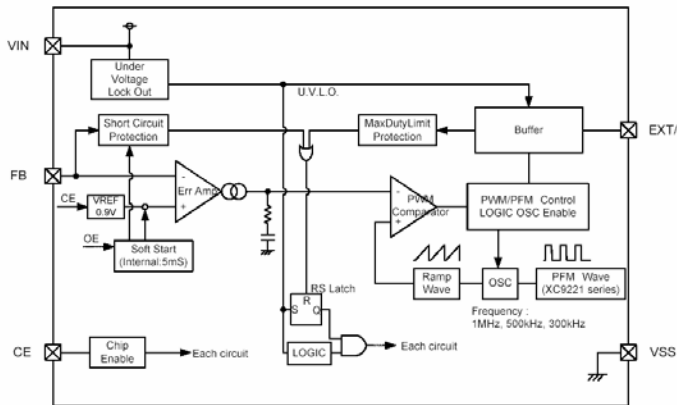 VIN
Under
Voltage
Lock Out
U.V.L.O.
Short Circuit
Protection
MaxDutyLimit
Protection
Buffer
EXT/
FB
-
+
Err Amp
CE
VREF
0.9V
OE
Soft Start
(Internal:5mS)
-
+
PWM
Comparator
PWM/PFM Control
LOGIC OSC Enable
Ramp
Wave
OSC
PFM Wave
(XC9221 series)
Frequency :
1MHz, 500kHz, 300kHz
RS Latch
R
S Q
LOGIC
Each circuit
CE
Chip
Enable
Each circuit
VSS